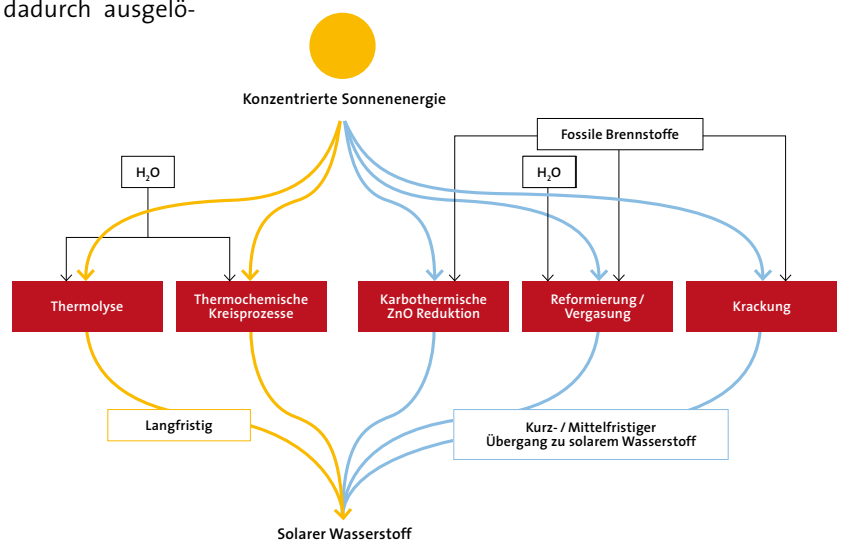 dadurch ausgelö-
Konzentrierte Sonnenenergie
Fossile Brennstoffe
H₂O
H₂O
Thermolyse
Thermochemische
Kreisprozesse
Karbothermische
ZnO Reduktion
Reformierung /
Vergasung
Krackung
Langfristig
Kurz- / Mittelfristiger
Übergang zu solarem Wasserstoff
Solarer Wasserstoff